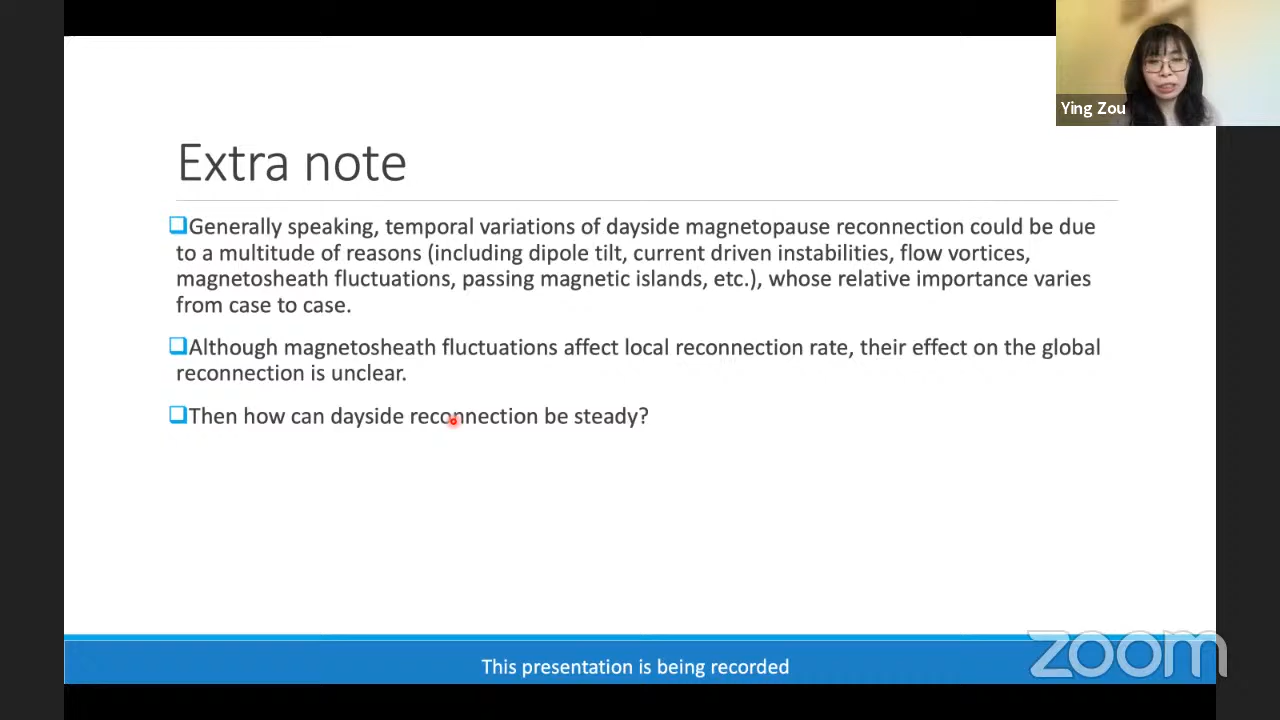 Ying Zou
Extra note
Generally speaking, temporal variations of dayside magnetopause reconnection could be due
to a multitude of reasons (including dipole tilt, current driven instabilities, flow vortices,
magnetosheath fluctuations, passing magnetic islands, etc.), whose relative importance varies
from case to case.
Although magnetosheath fluctuations affect local reconnection rate, their effect on the global
reconnection is unclear.
Then how can dayside reconnection be steady?
This presentation is being recorded
zoom